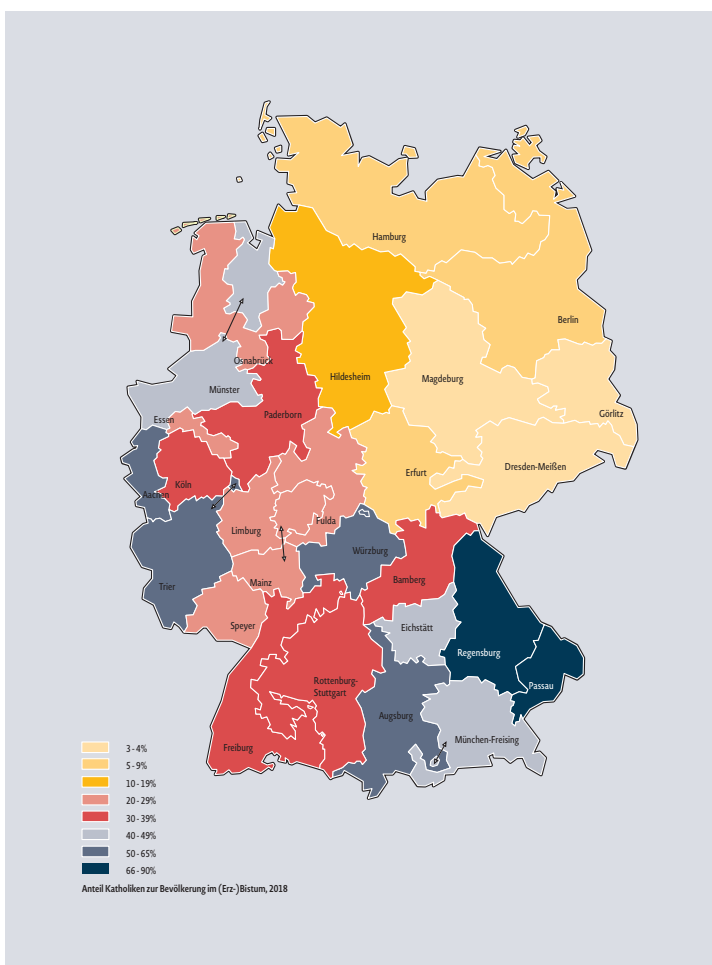 Hamburg
Berlin
Osnabrück
Hildesheim
Magdeburg
Münster
Görlitz
Paderborn
Essen
Dresden-Meißen
Erfurt
Köln
Aachen
Fulda
Limburg
Würzburg
Bamberg
Mainz
Trier
Speyer
Eichstätt
Regensburg
Rottenburg-
Stuttgart
Passau
Augsburg
München-Freising
Freiburg
3 - 4%
5 - 9%
10 - 19%
20 - 29%
30 - 39%
40 - 49%
50 - 65%
66 - 90%
Anteil Katholiken zur Bevölkerung im (Erz-)Bistum, 2018